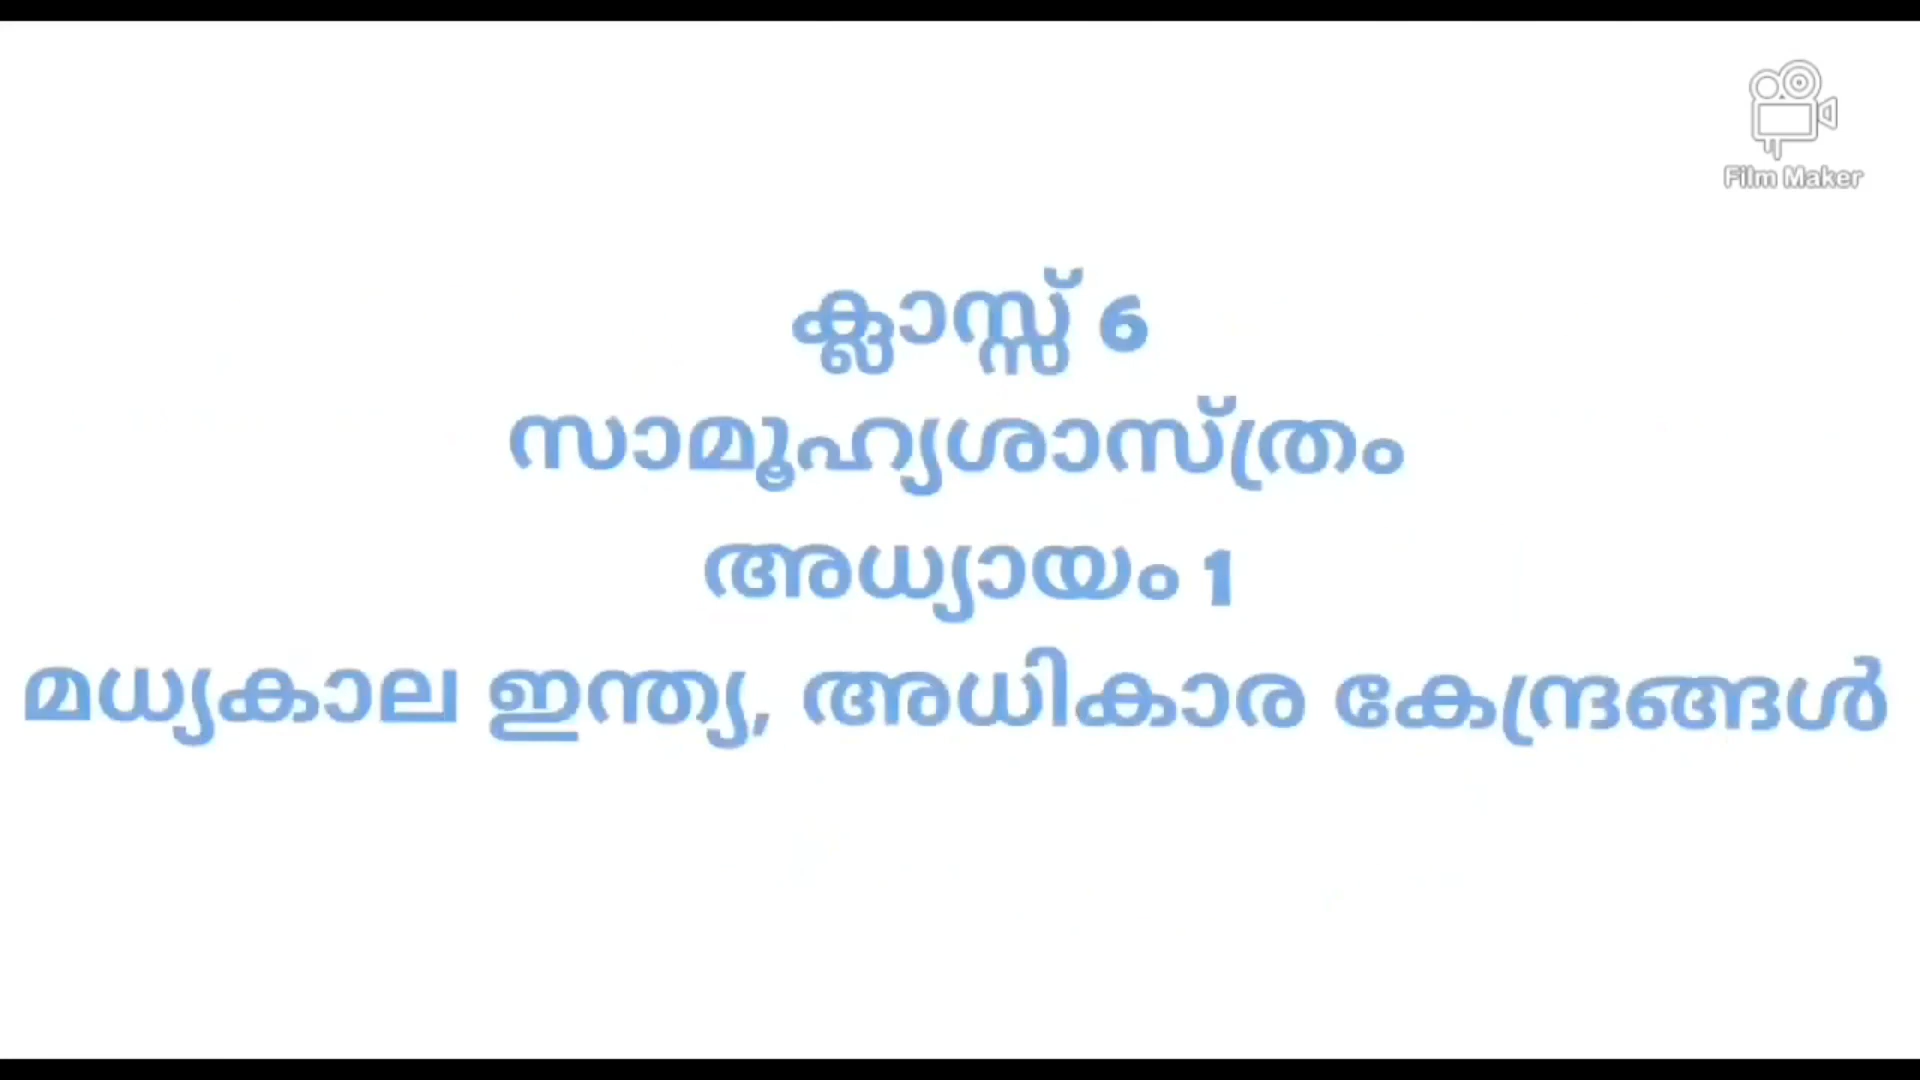 Film Maker
ക്ലാസ്സ് 6
സാമൂഹ്യശാസ്ത്രം
അധ്യായം 1
മധ്യകാല ഇന്ത്യ, അധികാര കേന്ദ്രങ്ങൾ